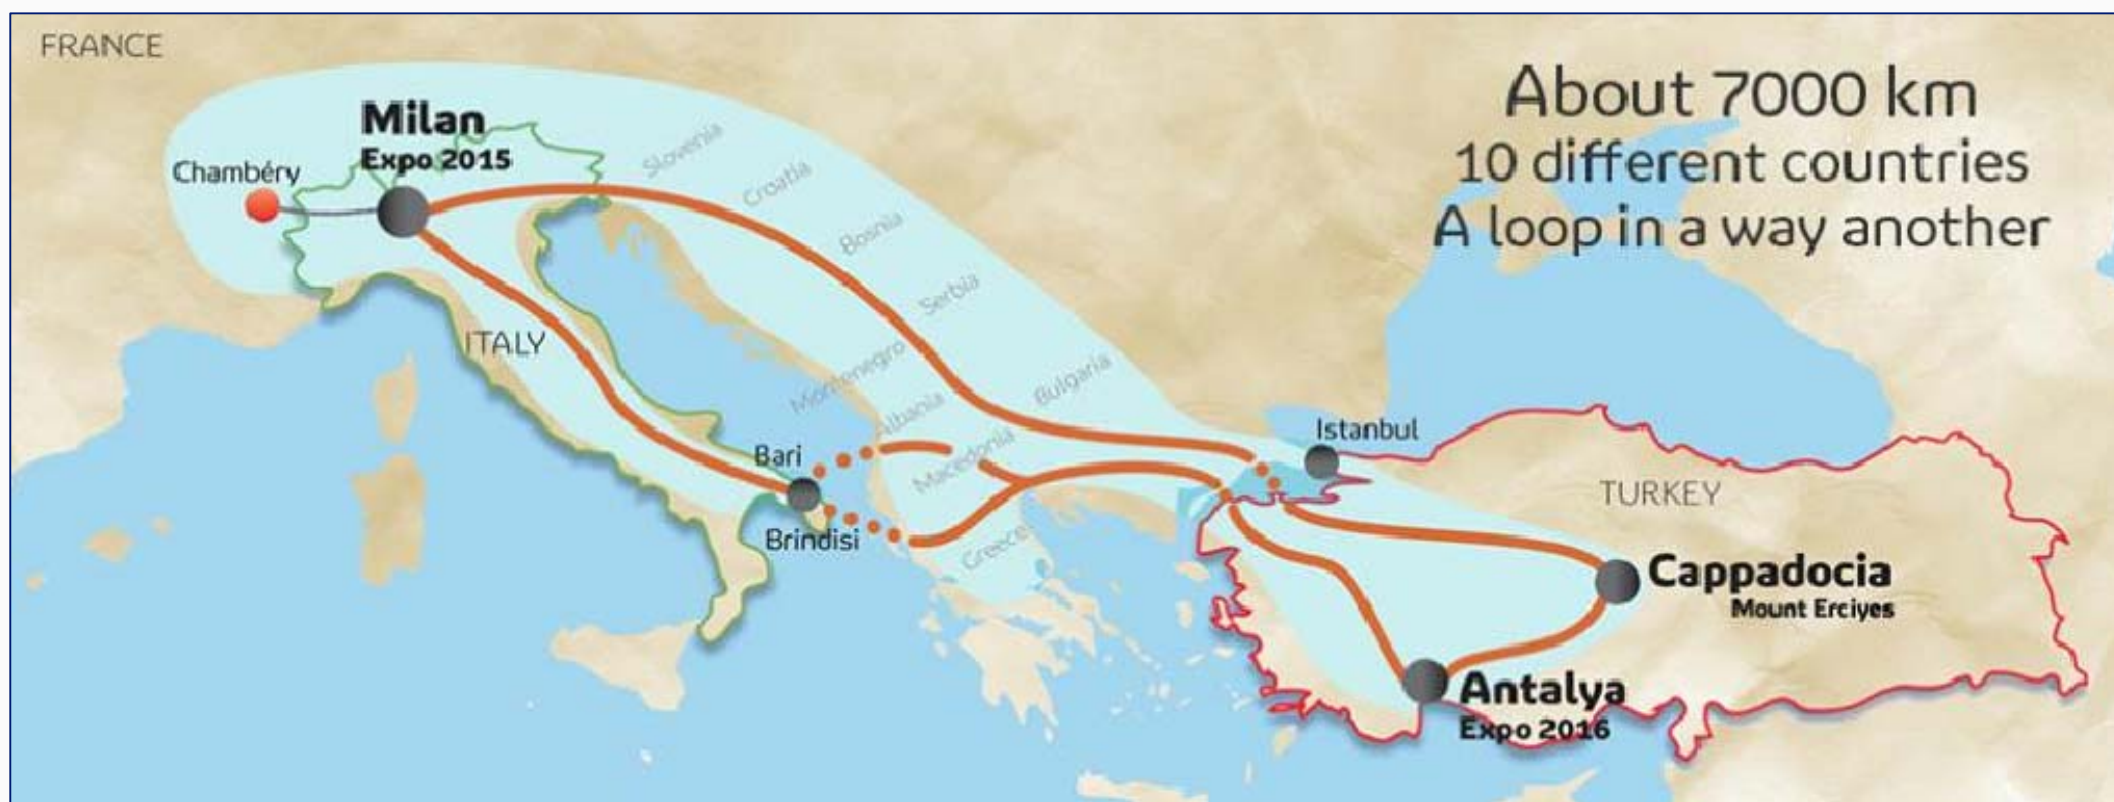 FRANCE
About 7000 km
10 different countries
A loop in a way another
Milan
Expo 2015
Chambéry
Slovenia
Croatia
Bosnia
Serbia
ITALY
Montenegro
Albania
Bulgaria
Macedonia
Greece
Bari
Brindisi
Istanbul
TURKEY
Cappadocia
Mount Erciyes
Antalya
Expo 2016